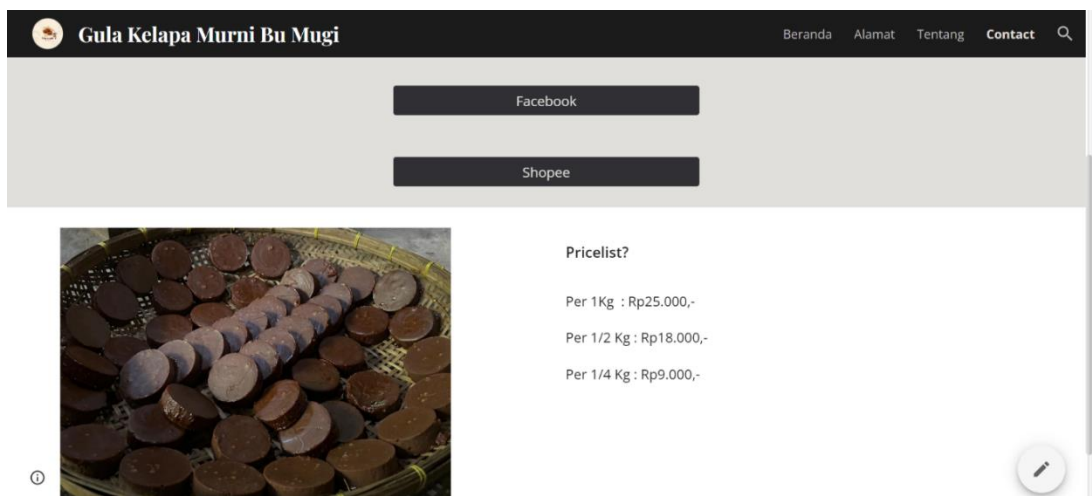 Gula Kelapa Murni Bu Mugi
Beranda Alamat Tentang Contact
Facebook
Shopee
Pricelist?
Per 1Kg : Rp25.000,-
Per 1/2 Kg : Rp18.000,-
Per 1/4 Kg : Rp9.000,-